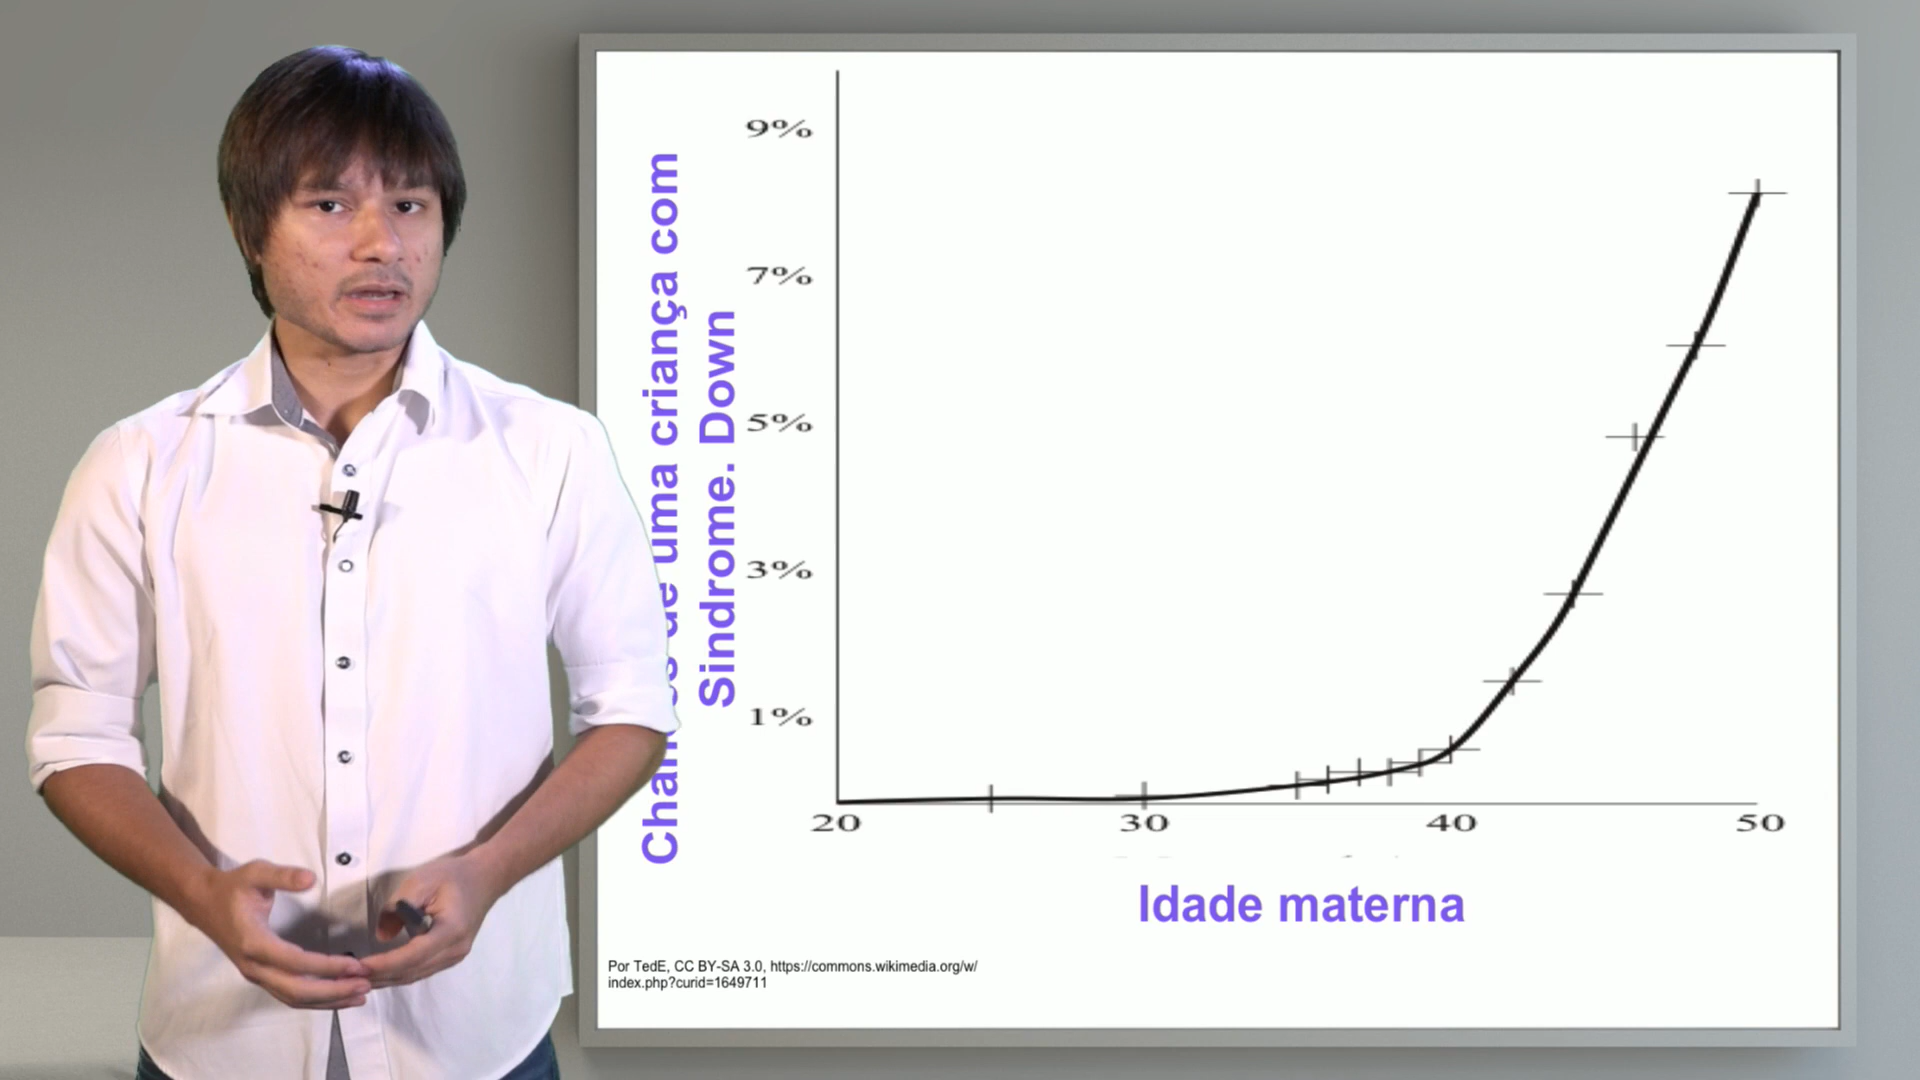 9%
7%
5%
3%
1%
de uma criança com
Sindrome. Down
20 30 40 50
Idade materna
Por TedE, CC BY-SA 3.0, https://commons.wikimedia.org/w/
index.php?curid=1649711